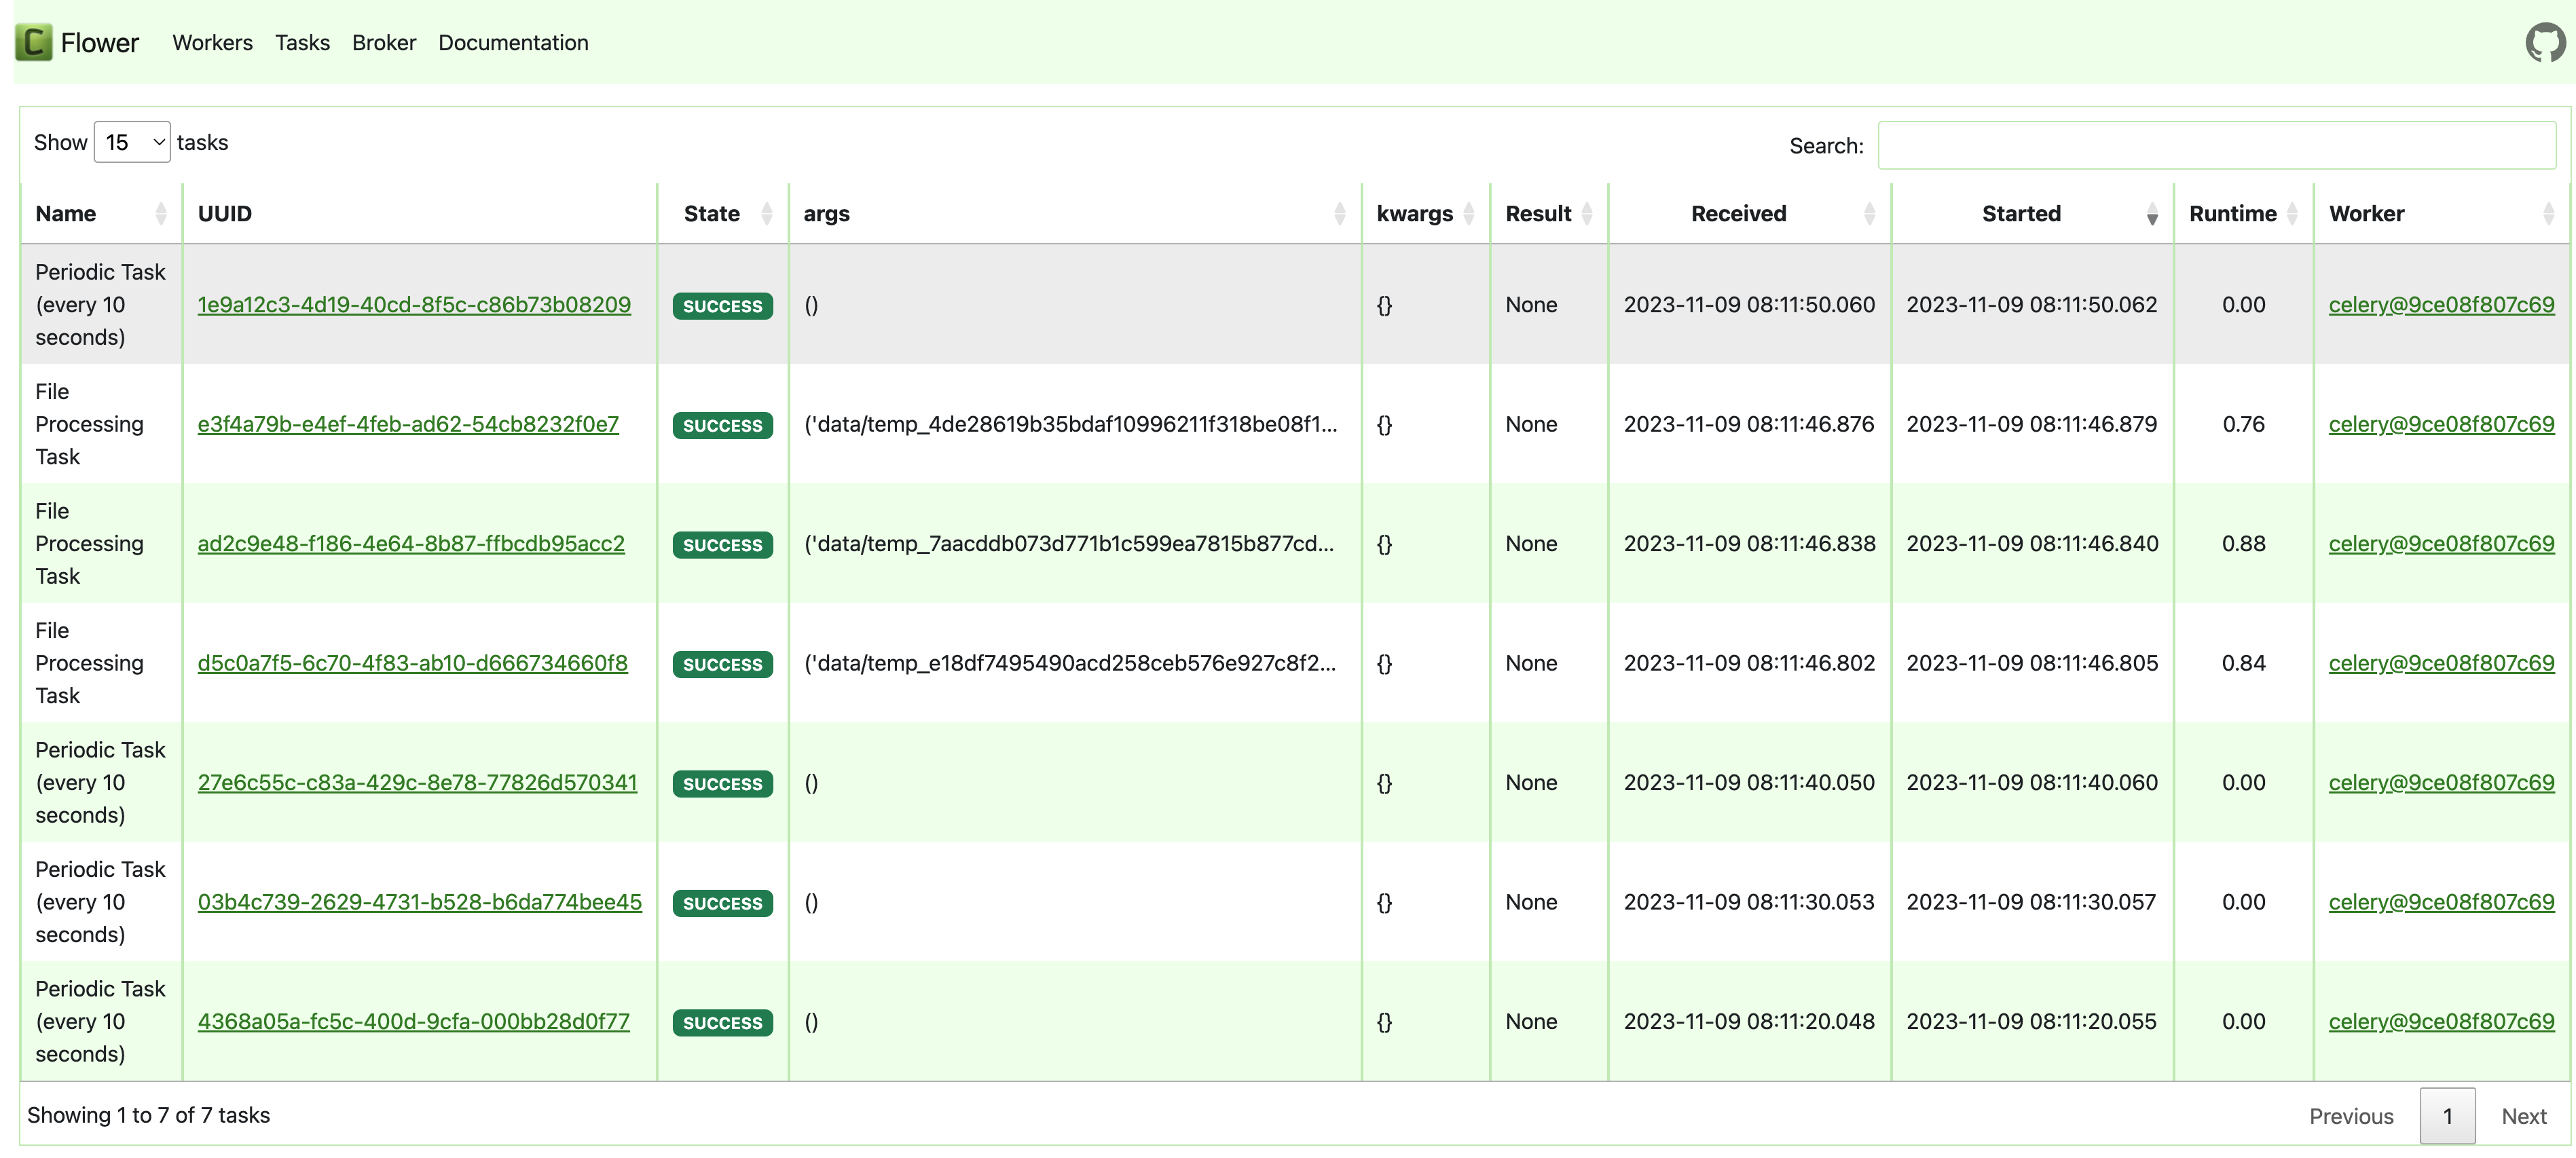 C Flower Workers Tasks Broker Documentation
Show 15 tasks Search:
Name UUID State args kwargs Result Received Started Runtime Worker
Periodic Task
(every 10
seconds)
1e9a12c3-4d19-40cd-8f5c-c86b73b08209 SUCCESS () {} None 2023-11-09 08:11:50.060 2023-11-09 08:11:50.062 0.00 celery@9ce08f807c69
File
Processing
Task
e3f4a79b-e4ef-4feb-ad62-54cb8232f0e7 SUCCESS ('data/temp_4de28619b35bdaf10996211f318be08f1... {} None 2023-11-09 08:11:46.876 2023-11-09 08:11:46.879 0.76 celery@9ce08f807c69
File
Processing
Task
ad2c9e48-f186-4e64-8b87-ffbcdb95acc2 SUCCESS ('data/temp_7aacddb073d771b1c599ea7815b877cd... {} None 2023-11-09 08:11:46.838 2023-11-09 08:11:46.840 0.88 celery@9ce08f807c69
File
Processing
Task
d5c0a7f5-6c70-4f83-ab10-d666734660f8 SUCCESS ('data/temp_e18df7495490acd258ceb576e927c8f2... {} None 2023-11-09 08:11:46.802 2023-11-09 08:11:46.805 0.84 celery@9ce08f807c69
Periodic Task
(every 10
seconds)
27e6c55c-c83a-429c-8e78-77826d570341 SUCCESS () {} None 2023-11-09 08:11:40.050 2023-11-09 08:11:40.060 0.00 celery@9ce08f807c69
Periodic Task
(every 10
seconds)
03b4c739-2629-4731-b528-b6da774bee45 SUCCESS () {} None 2023-11-09 08:11:30.053 2023-11-09 08:11:30.057 0.00 celery@9ce08f807c69
Periodic Task
(every 10
seconds)
4368a05a-fc5c-400d-9cfa-000bb28d0f77 SUCCESS () {} None 2023-11-09 08:11:20.048 2023-11-09 08:11:20.055 0.00 celery@9ce08f807c69
Showing 1 to 7 of 7 tasks Previous 1 Next